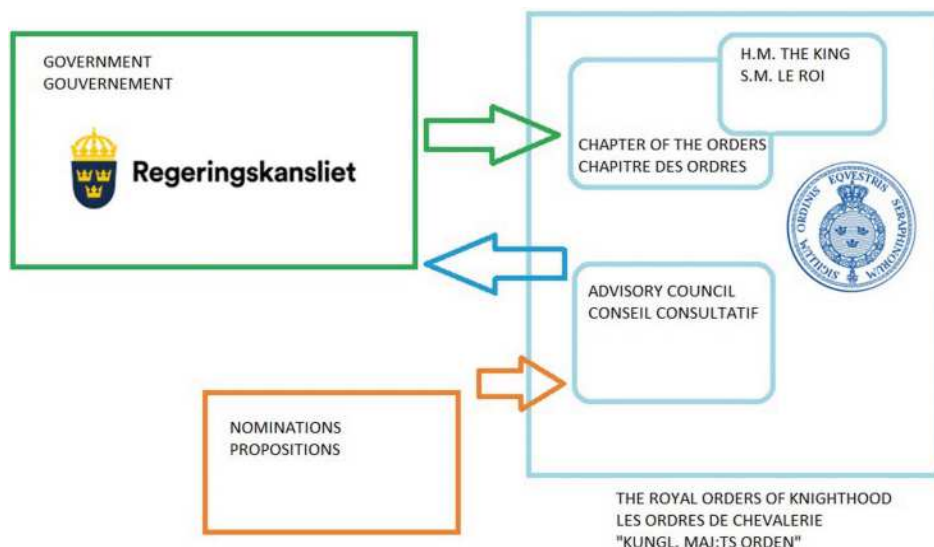 GOVERNMENT
GOUVERNEMENT
Regeringskansliet
H.M. THE KING
S.M. LE ROI
CHAPTER OF THE ORDERS
CHAPITRE DES ORDRES
SIGILLUM ORDINIS EQVESTRIS SERAPHINORUM
ADVISORY COUNCIL
CONSEIL CONSULTATIF
NOMINATIONS
PROPOSITIONS
THE ROYAL ORDERS OF KNIGHTHOOD
LES ORDRES DE CHEVALERIE
"KUNGL. MAJ:TS ORDEN"